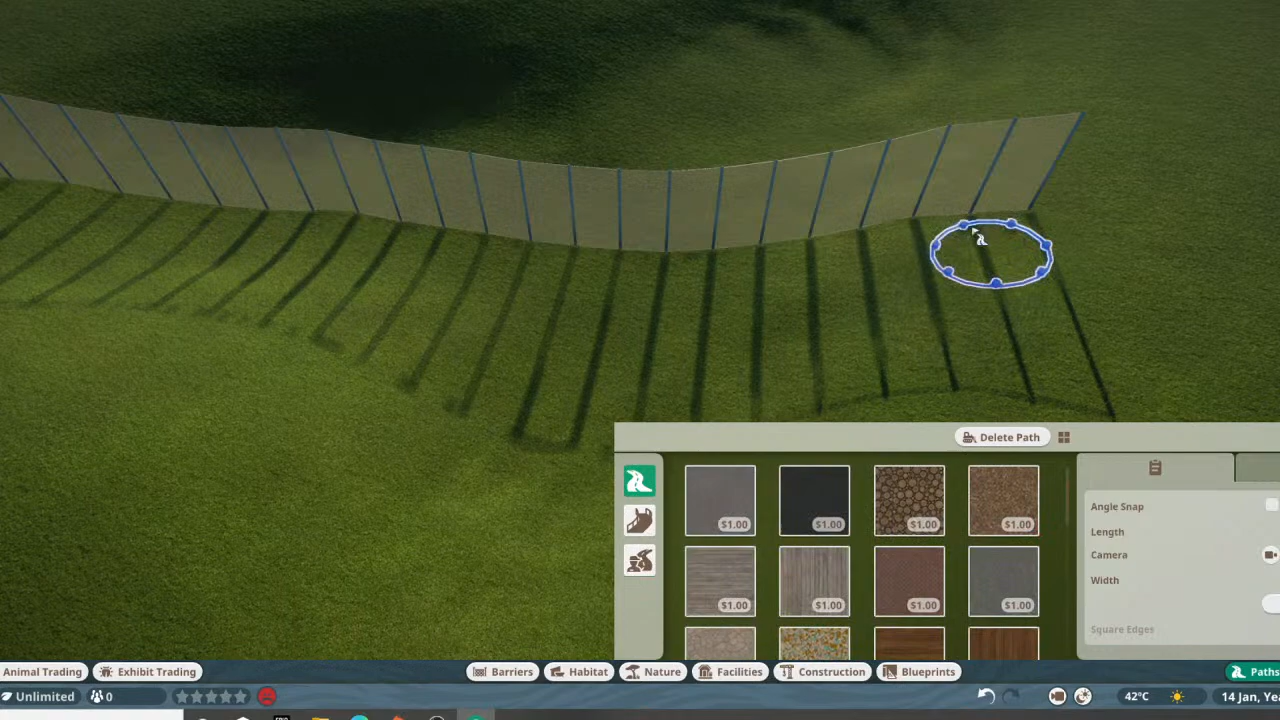 Delete Path
$1.00 $1.00 $1.00 $1.00
Angle Snap
Length
Camera
Width
$1.00 $1.00 $1.00 $1.00
Square Edges
Animal Trading Exhibit Trading Barriers Habitat Nature Facilities Construction Blueprints Paths
Unlimited 0 42°C 14 Jan, Yea